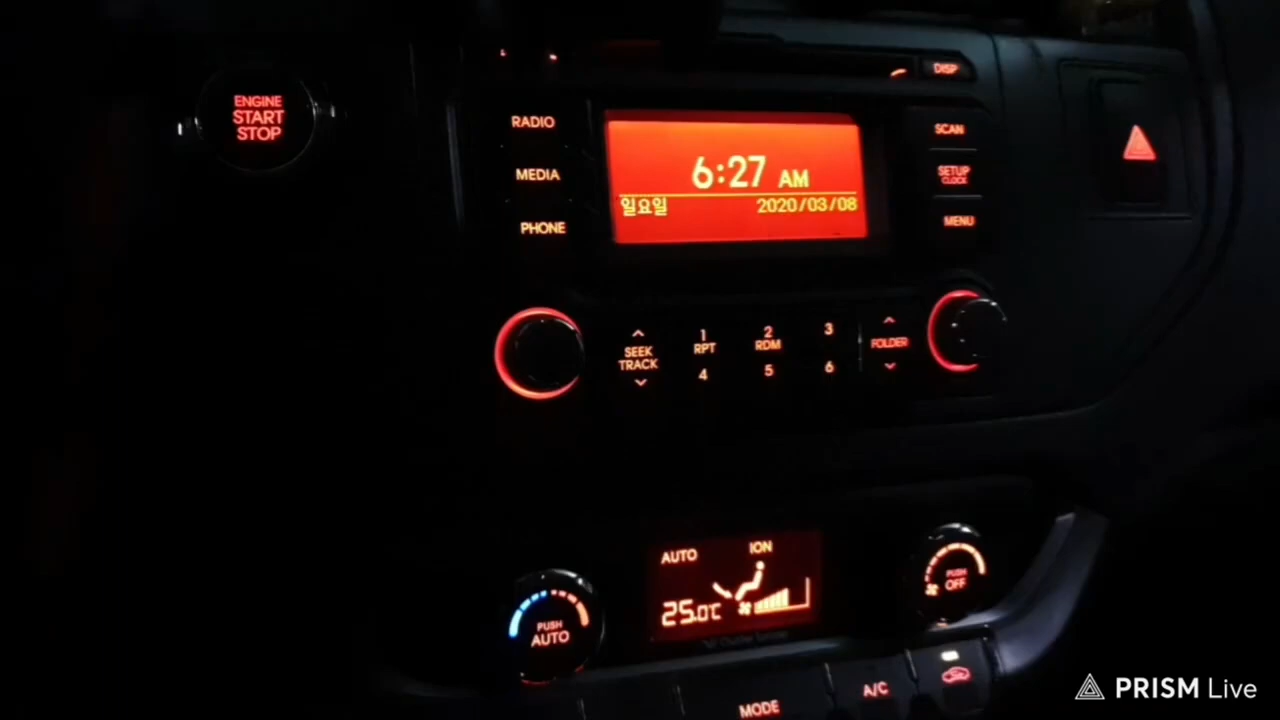 ENGINE
START
STOP
RADIO
MEDIA
PHONE
6:27 AM
일요일 2020/03/08
DISP
SCAN
SETUP
CLOCK
MENU
SEEK
TRACK
1
RPT
4
2
RDM
5
3
6
FOLDER
AUTO ION
25.0℃
PUSH
AUTO
PUSH
OFF
MODE
A/C
PRISM Live